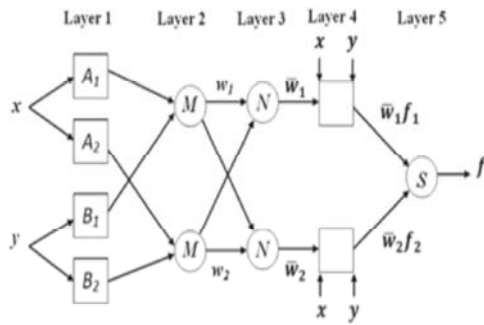 Layer 1 Layer 2 Layer 3 Layer 4 Layer 5
x y
A₁ w₁ w̅₁
x M N w̅₁f₁
A₂
S f
B₁
y M N w̅₂f₂
B₂ w₂ w̅₂
x y